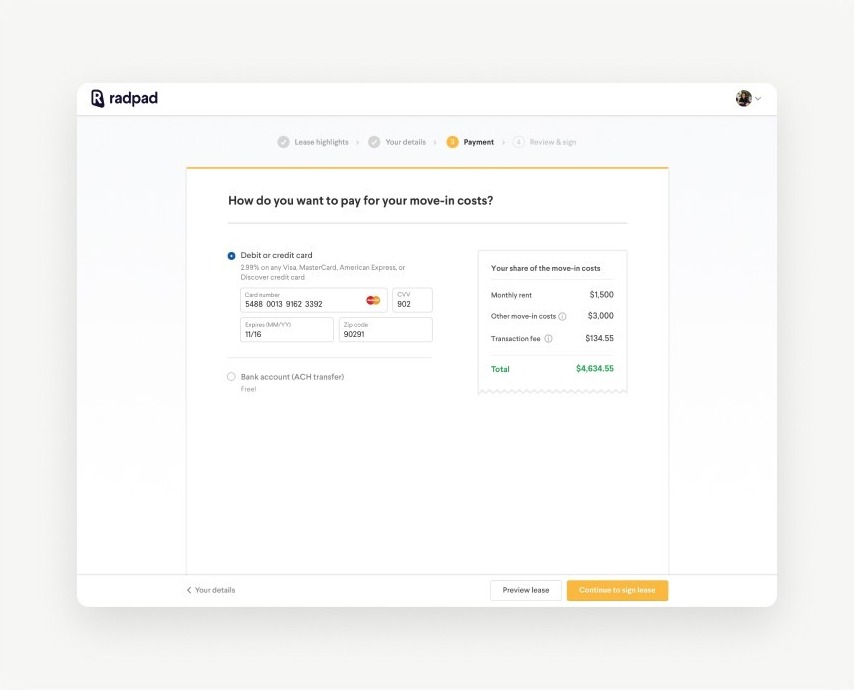 radpad
Lease highlights
Your details
3
Payment
4
Review & sign
How do you want to pay for your move-in costs?
Debit or credit card
2.99% on any Visa, MasterCard, American Express, or
Discover credit card
Card number
5488 0013 9162 3392
CVV
902
Expires (MM/YY)
11/16
Zip code
90291
Bank account (ACH transfer)
Free!
Your share of the move-in costs
Monthly rent $1,500
Other move-in costs $3,000
Transaction fee $134.55
Total $4,634.55
Your details
Preview lease
Continue to sign lease